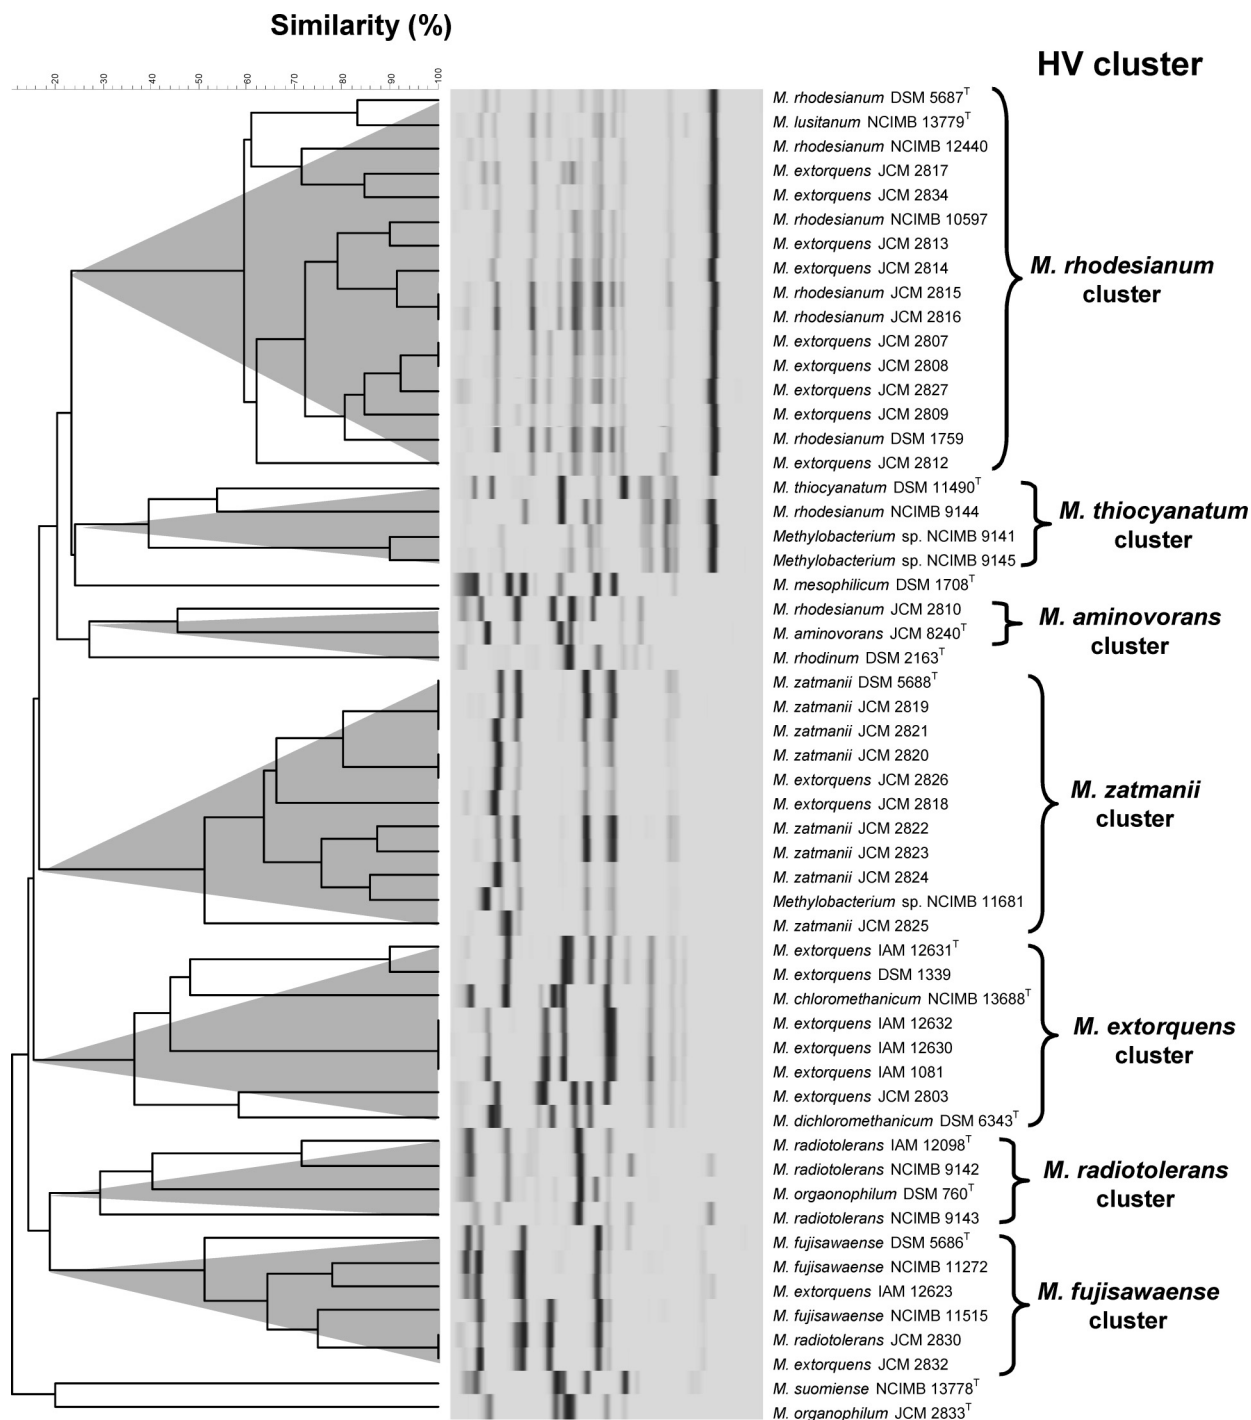 Similarity (%)
20 30 40 50 60 70 80 90 100
HV cluster
M. rhodesianum DSM 5687T
M. lusitanum NCIMB 13779T
M. rhodesianum NCIMB 12440
M. extorquens JCM 2817
M. extorquens JCM 2834
M. rhodesianum NCIMB 10597
M. extorquens JCM 2813
M. extorquens JCM 2814
M. rhodesianum JCM 2815
M. rhodesianum JCM 2816
M. extorquens JCM 2807
M. extorquens JCM 2808
M. extorquens JCM 2827
M. extorquens JCM 2809
M. rhodesianum DSM 1759
M. extorquens JCM 2812
M. rhodesianum
cluster
M. thiocyanatum DSM 11490T
M. rhodesianum NCIMB 9144
Methylobacterium sp. NCIMB 9141
Methylobacterium sp. NCIMB 9145
M. thiocyanatum
cluster
M. mesophilicum DSM 1708T
M. rhodesianum JCM 2810
M. aminovorans JCM 8240T
M. aminovorans
cluster
M. rhodinum DSM 2163T
M. zatmanii DSM 5688T
M. zatmanii JCM 2819
M. zatmanii JCM 2821
M. zatmanii JCM 2820
M. extorquens JCM 2826
M. extorquens JCM 2818
M. zatmanii JCM 2822
M. zatmanii JCM 2823
M. zatmanii JCM 2824
Methylobacterium sp. NCIMB 11681
M. zatmanii JCM 2825
M. zatmanii
cluster
M. extorquens IAM 12631T
M. extorquens DSM 1339
M. chloromethanicum NCIMB 13688T
M. extorquens IAM 12632
M. extorquens IAM 12630
M. extorquens IAM 1081
M. extorquens JCM 2803
M. dichloromethanicum DSM 6343T
M. extorquens
cluster
M. radiotolerans IAM 12098T
M. radiotolerans NCIMB 9142
M. orgaonophilum DSM 760T
M. radiotolerans NCIMB 9143
M. radiotolerans
cluster
M. fujisawaense DSM 5686T
M. fujisawaense NCIMB 11272
M. extorquens IAM 12623
M. fujisawaense NCIMB 11515
M. radiotolerans JCM 2830
M. extorquens JCM 2832
M. fujisawaense
cluster
M. suomiense NCIMB 13778T
M. organophilum JCM 2833T